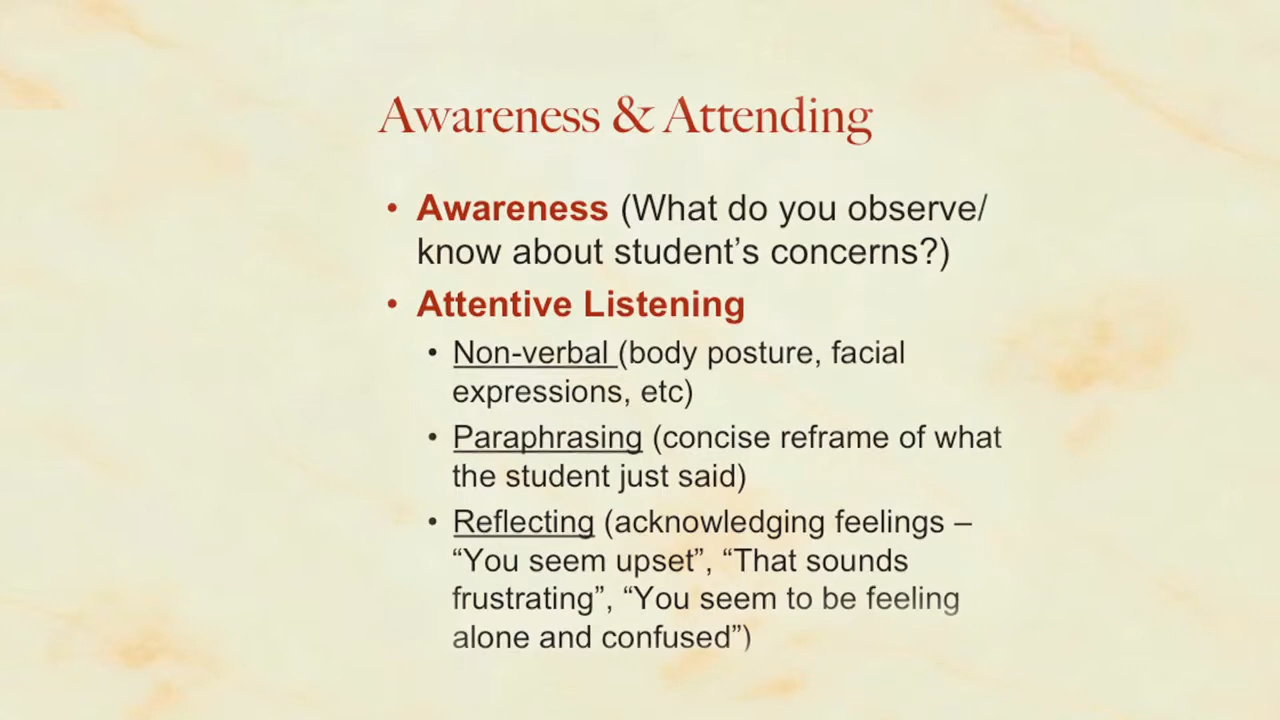 Awareness & Attending
• Awareness (What do you observe/
know about student’s concerns?)
• Attentive Listening
• Non-verbal (body posture, facial
expressions, etc)
• Paraphrasing (concise reframe of what
the student just said)
• Reflecting (acknowledging feelings –
“You seem upset”, “That sounds
frustrating”, “You seem to be feeling
alone and confused”)